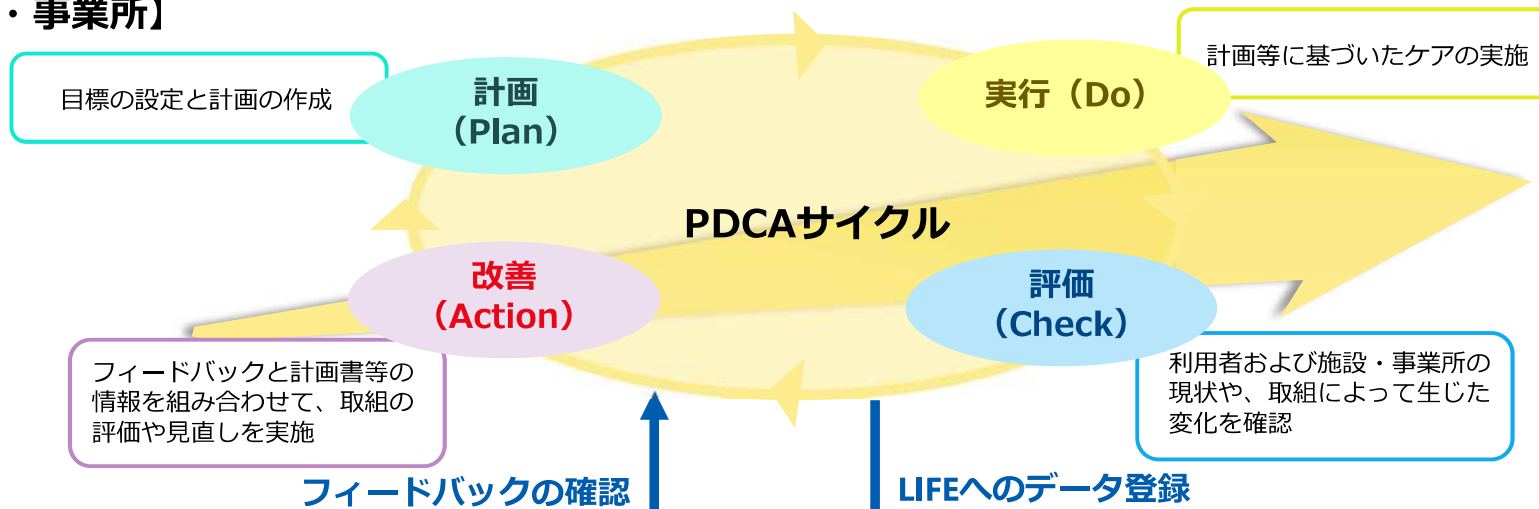 ・事業所】
目標の設定と計画の作成
計画
（Plan）
実行（Do）
計画等に基づいたケアの実施
PDCAサイクル
改善
（Action）
評価
（Check）
フィードバックと計画書等の
情報を組み合わせて、取組の
評価や見直しを実施
利用者および施設・事業所の
現状や、取組によって生じた
変化を確認
フィードバックの確認
LIFEへのデータ登録